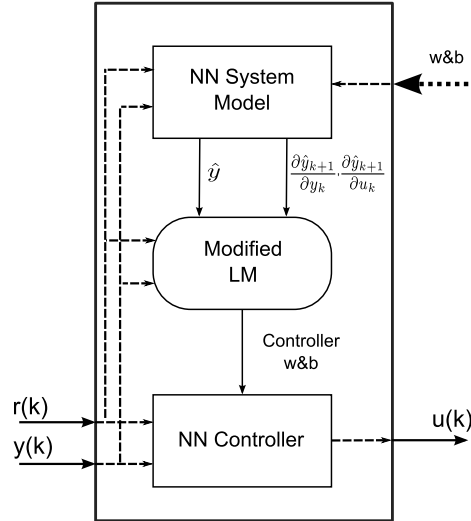 NN System
Model
w&b
ŷ
∂ŷ_{k+1}/∂y_k · ∂ŷ_{k+1}/∂u_k
Modified
LM
Controller
w&b
r(k)
y(k)
NN Controller
u(k)